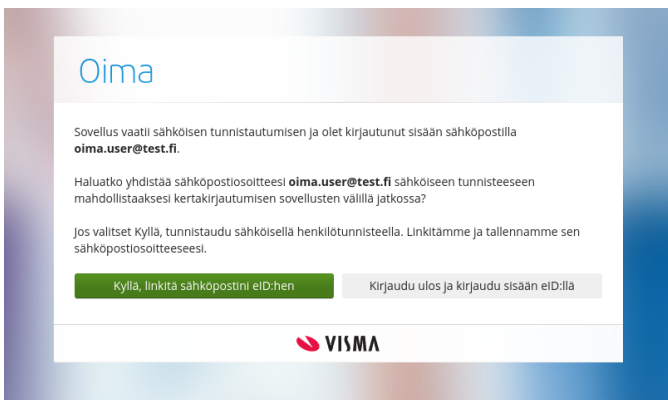 Oima
Sovellus vaatii sähköisen tunnistautumisen ja olet kirjautunut sisään sähköpostilla
oima.user@test.fi.
Haluatko yhdistää sähköpostiosoitteesi oima.user@test.fi sähköiseen tunnisteeseen
mahdollistaaksesi kertakirjautumisen sovellusten välillä jatkossa?
Jos valitset Kyllä, tunnistaudu sähköisellä henkilötunnisteella. Linkitämme ja tallennamme sen
sähköpostiosoitteeseesi.
Kyllä, linkitä sähköpostini eID:hen
Kirjaudu ulos ja kirjaudu sisään eID:llä
VISMA